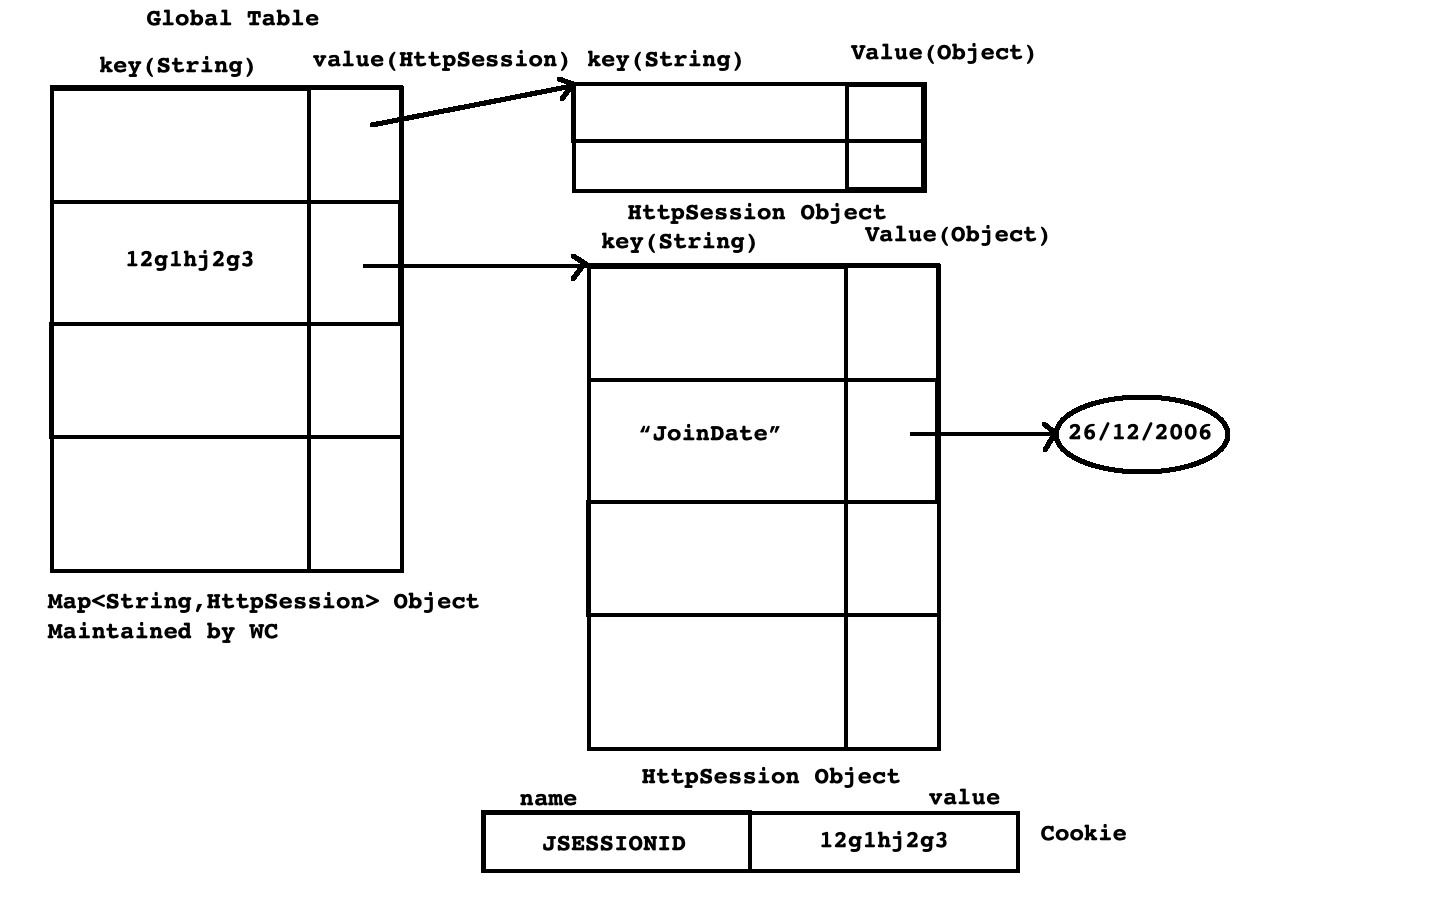 Global Table
key(String)
value(HttpSession)
key(String)
Value(Object)
HttpSession Object
key(String)
Value(Object)
12g1hj2g3
“JoinDate”
26/12/2006
Map<String,HttpSession> Object
Maintained by WC
HttpSession Object
name
value
JSESSIONID
12g1hj2g3
Cookie